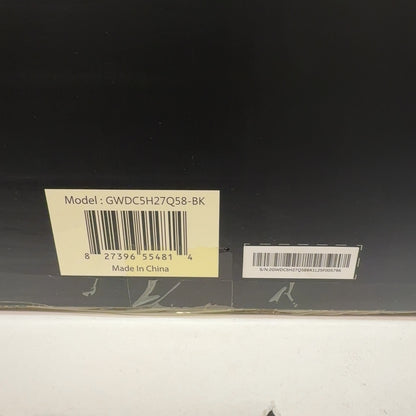 Model : GWDC5H27Q58-BK
8 27396 55481 4
Made In China